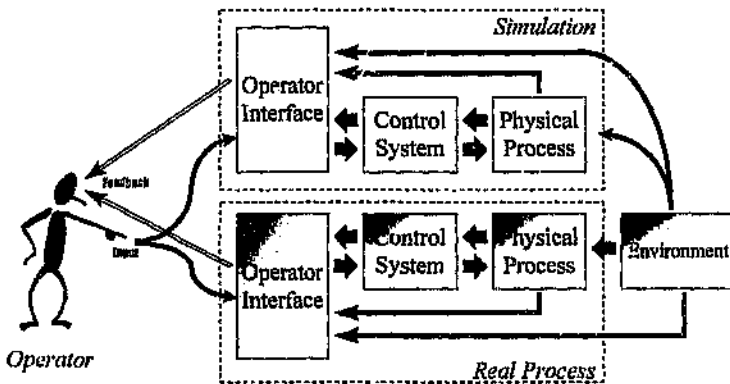 Simulation
Operator
Interface
Control
System
Physical
Process
Feedback
Input
Operator
Interface
Control
System
Physical
Process
Environment
Operator
Real Process